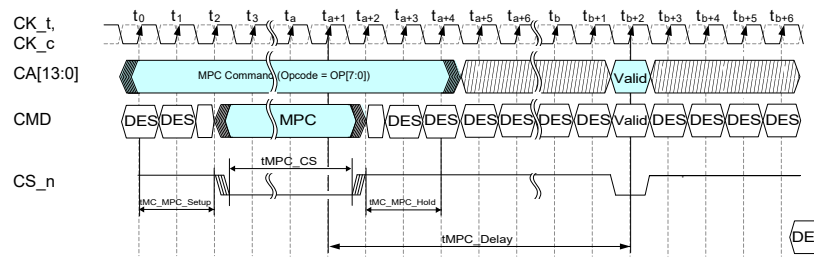 t0 t1 t2 t3 ta ta+1 ta+2 ta+3 ta+4 ta+5 ta+6 tb tb+1 tb+2 tb+3 tb+4 tb+5 tb+6
CK_t,
CK_c
CA[13:0] MPC Command (Opcode = OP[7:0]) Valid
CMD DES DES MPC DES DES DES DES DES DES Valid DES DES DES DES
tMPC_CS
CS_n
tMC_MPC_Setup tMC_MPC_Hold
tMPC_Delay
DE